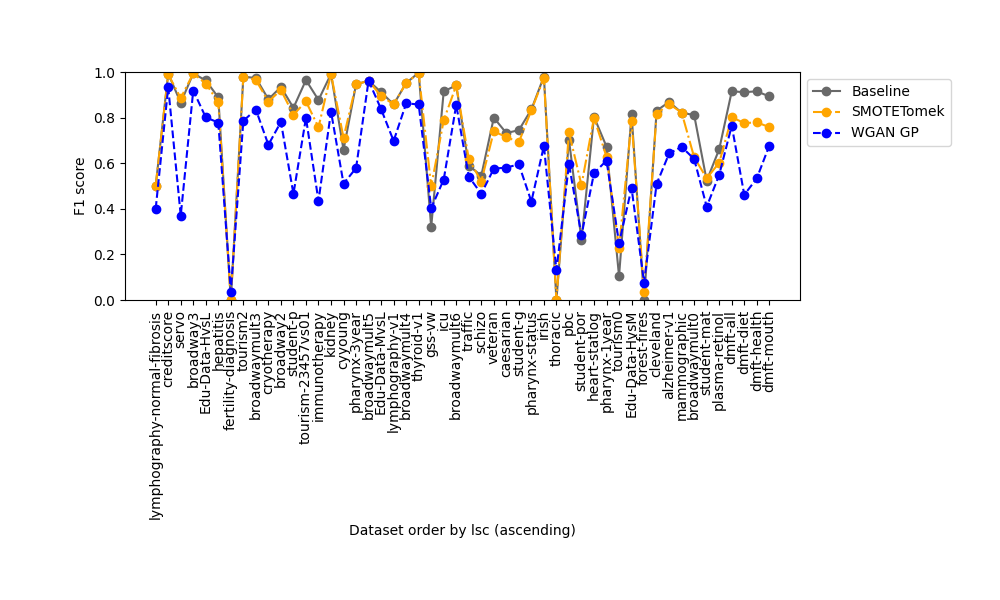 F1 score
1.0
0.8
0.6
0.4
0.2
0.0
Baseline
SMOTETomek
WGAN GP
lymphography-normal-fibrosis
creditscore
servo
broadway3
Edu-Data-HvsL
hepatitis
fertility-diagnosis
tourism2
broadwaymult3
cryotherapy
broadway2
student-p
tourism-23457vs01
immunotherapy
kidney
cyyoung
pharynx-3year
broadwaymult5
Edu-Data-MvsL
lymphography-v1
broadwaymult4
thyroid-v1
gss-vw
icu
broadwaymult6
traffic
schizo
veteran
caesarian
student-g
pharynx-status
irish
thoracic
pbc
student-por
heart-statlog
pharynx-1year
tourism0
Edu-Data-HvsM
forest-fires
cleveland
alzheimer-v1
mammographic
broadwaymult0
student-mat
plasma-retinol
dmft-all
dmft-diet
dmft-health
dmft-mouth
Dataset order by lsc (ascending)